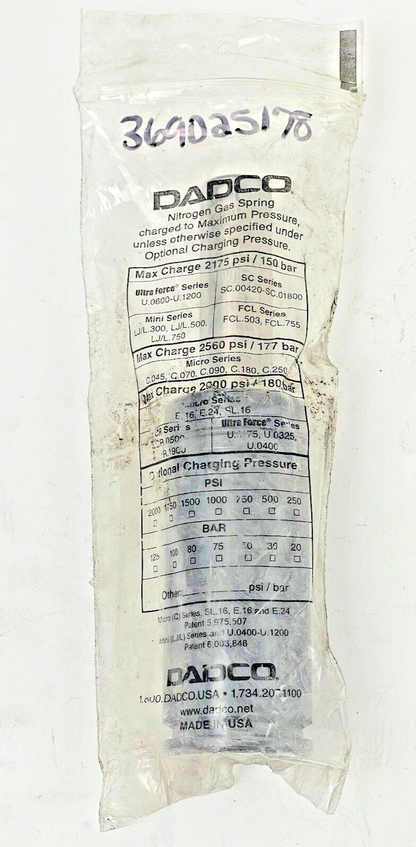 369D25178
DADCO
Nitrogen Gas Spring
charged to Maximum Pressure,
unless otherwise specified under
Optional Charging Pressure.
Max Charge 2175 psi / 150 bar
Ultra Force® Series
U.0600-U.1200
SC Series
SC.00420-SC.01800
Mini Series
LJ/L.300, LJ/L.500,
LJ/L.750
FCL Series
FCL.503, FCL.755
Max Charge 2560 psi / 177 bar
Micro Series
C.045, C.070, C.090, C.180, C.250
Max Charge psi / 180 bar
Micro Series
E.16, E.24, SL.16
Series
Ultra Force® Series
U.0325,
U.0400
Optional Charging Pressure
PSI
2000 1750 1500 1000 750 500 250
BAR
125 100 80 75 30 20
Other: psi / bar
Micro (C) Series, SL.16, E.16 and E.24
Patent 5,975,507
Mini (LJ/L) Series and U.0400-U.1200
Patent 6,003,848
DADCO
1.800.DADCO.USA • 1.734.207.1100
www.dadco.net
MADE IN USA